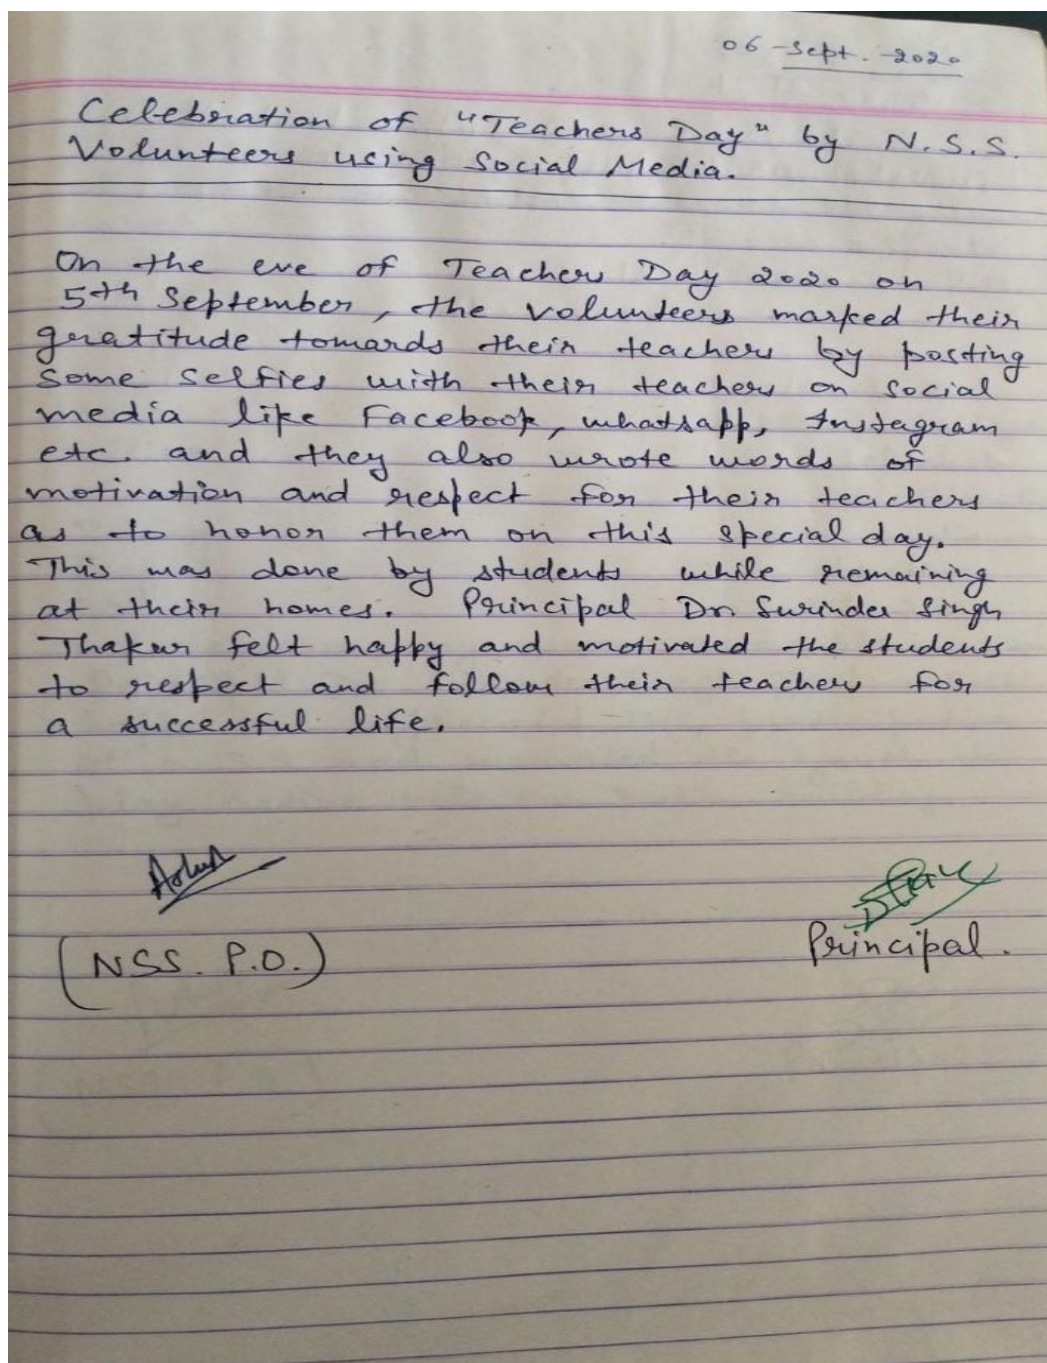 06-Sept.-2020
Celebration of "Teachers Day" by N.S.S.
Volunteers using Social Media.
On the eve of Teachers Day 2020 on
5th September, the volunteers marked their
gratitude towards their teachers by posting
some selfies with their teachers on social
media like Facebook, whatsapp, Instagram
etc. and they also wrote words of
motivation and respect for their teachers
as to honor them on this special day.
This was done by students while remaining
at their homes. Principal Dr. Surinder Singh
Thakur felt happy and motivated the students
to respect and follow their teachers for
a successful life.
(NSS. P.O.)
Principal.